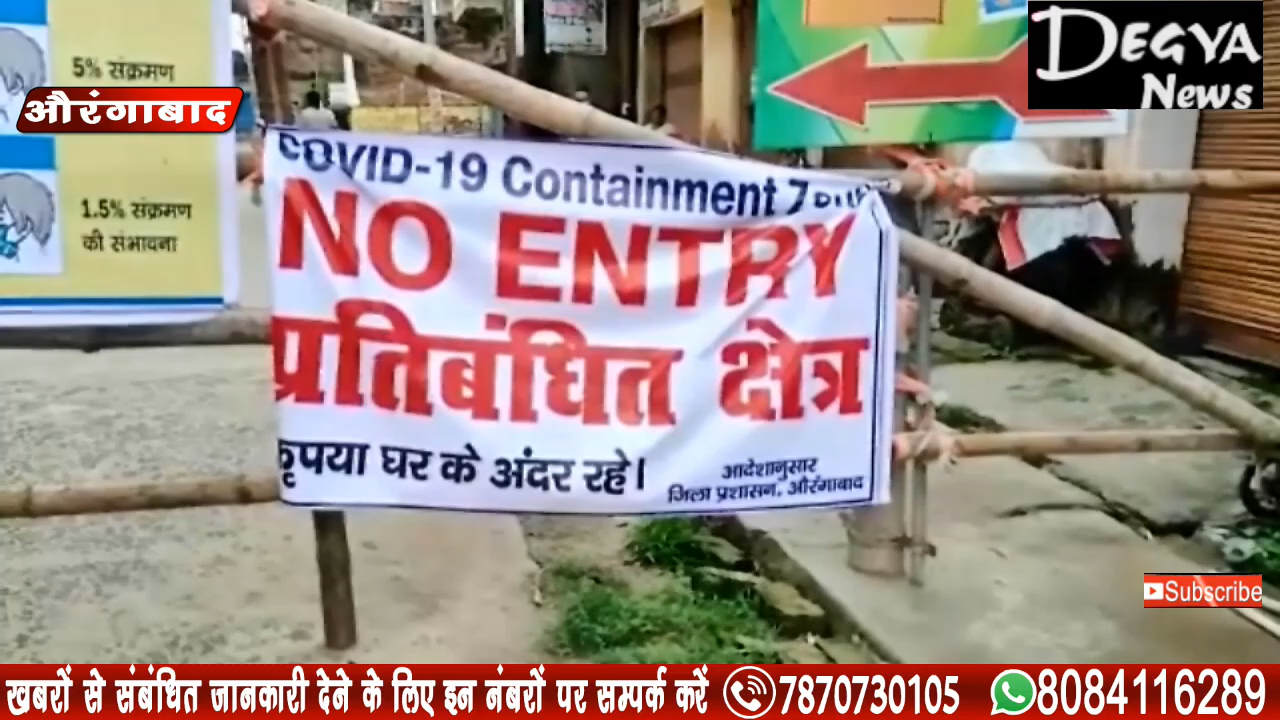 5% संक्रमण
औरंगाबाद
1.5% संक्रमण
की संभावना
DEGYA
News
COVID-19 Containment
NO ENTRY
प्रतिबंधित क्षेत्र
कृपया घर के अंदर रहे।
आदेशानुसार
जिला प्रशासन, औरंगाबाद
Subscribe
खबरों से संबंधित जानकारी देने के लिए इन नंबरों पर सम्पर्क करें 7870730105 8084116289